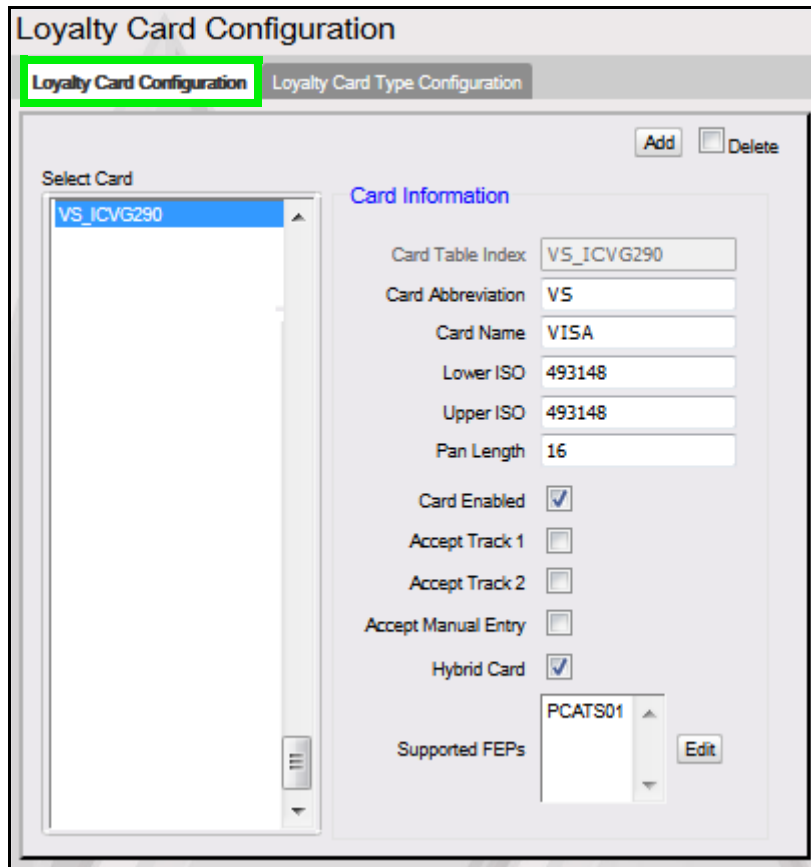 Loyalty Card Configuration
Loyalty Card Configuration Loyalty Card Type Configuration
Add Delete
Select Card
VS_ICVG290
Card Information
Card Table Index VS_ICVG290
Card Abbreviation VS
Card Name VISA
Lower ISO 493148
Upper ISO 493148
Pan Length 16
Card Enabled
Accept Track 1
Accept Track 2
Accept Manual Entry
Hybrid Card
Supported FEPs PCATS01 Edit